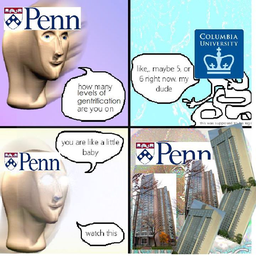 Penn
how many
levels of
gentrification
are you on
COLUMBIA
UNIVERSITY
like,, maybe 5, or
6 right now. my
dude
Penn
you are like a little
baby
watch this
Penn